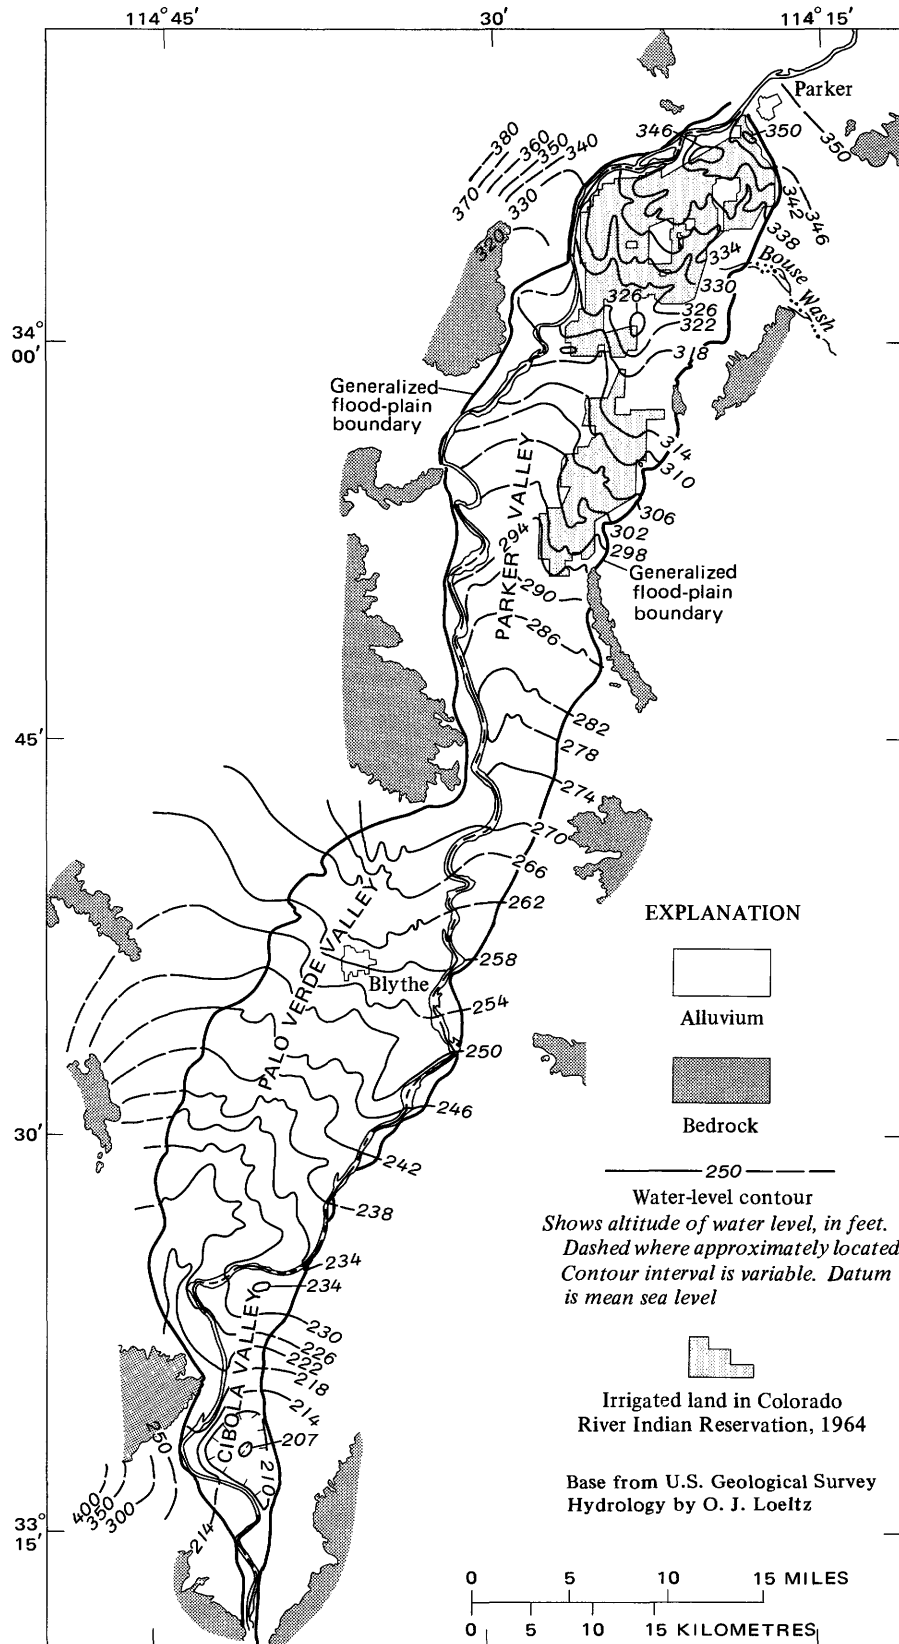 114°45'
30'
114°15'
Parker
346
350
350
380
360
350
340
370
330
320
342
346
338
334
Bouse Wash
330
326
326
322
318
34°
00'
Generalized
flood-plain
boundary
PARKER VALLEY
314
310
306
302
298
294
290
Generalized
flood-plain
boundary
286
282
278
45'
274
270
266
262
258
254
250
246
242
238
234
234
230
226
222
218
214
207
210
214
PALO VERDE VALLEY
Blythe
CIBOLA VALLEY
30'
250
400
350
300
33°
15'
EXPLANATION
Alluvium
Bedrock
250
Water-level contour
Shows altitude of water level, in feet.
Dashed where approximately located
Contour interval is variable. Datum
is mean sea level
Irrigated land in Colorado
River Indian Reservation, 1964
Base from U.S. Geological Survey
Hydrology by O. J. Loeltz
0 5 10 15 MILES
0 5 10 15 KILOMETRES